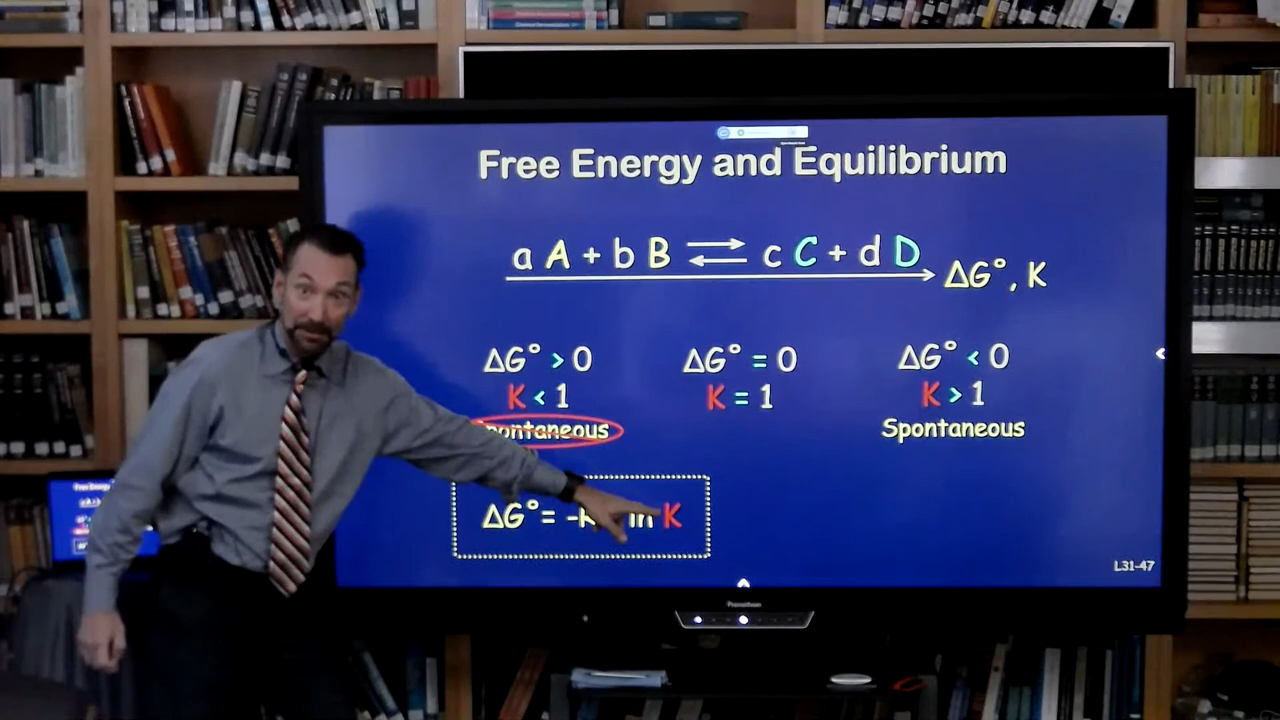 Free Energy and Equilibrium
a A + b B ⇌ c C + d D
ΔG°, K
ΔG° > 0
K < 1
ΔG° = 0
K = 1
ΔG° < 0
K > 1
Spontaneous
ΔG° = ln K
L31-47
Promethean